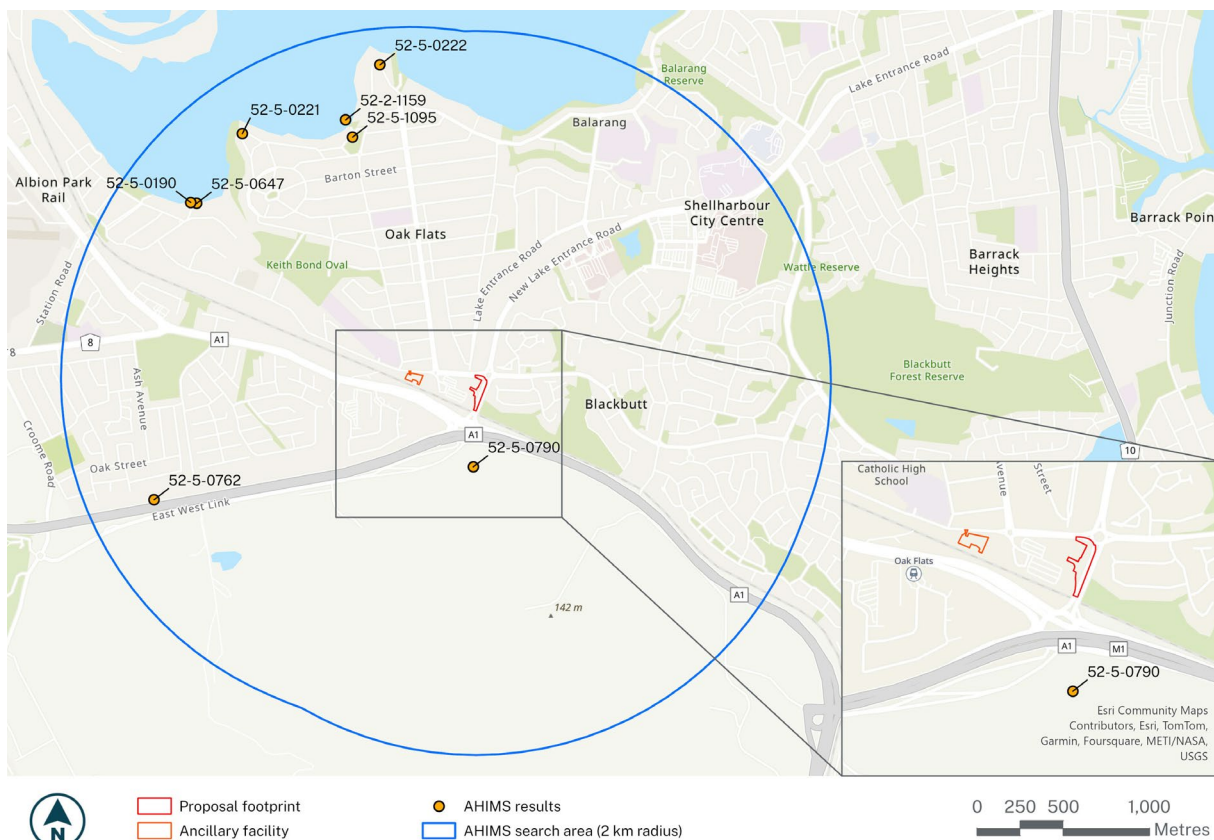 52-5-0222
Balarang
Reserve
Lake Entrance Road
52-2-1159
52-5-0221
52-5-1095
Balarang
Barton Street
Albion Park
Rail
52-5-0190
52-5-0647
Shellharbour
City Centre
Barrack Poin
Oak Flats
Lake Entrance Road
New Lake Entrance Road
Keith Bond Oval
Wattle Reserve
Barrack
Heights
Station Road
Junction Road
8
A1
T8
Ash Avenue
Blackbutt
Forest Reserve
Blackbutt
Croome Road
A1
52-5-0790
10
Oak Street
52-5-0762
East West Link
Catholic High
School
Avenue
Street
Oak Flats
A1
142 m
A1
M1
52-5-0790
Esri Community Maps
Contributors, Esri, TomTom,
Garmin, Foursquare, METI/NASA,
USGS
N
Proposal footprint
Ancillary facility
AHIMS results
AHIMS search area (2 km radius)
0 250 500 1,000
Metres